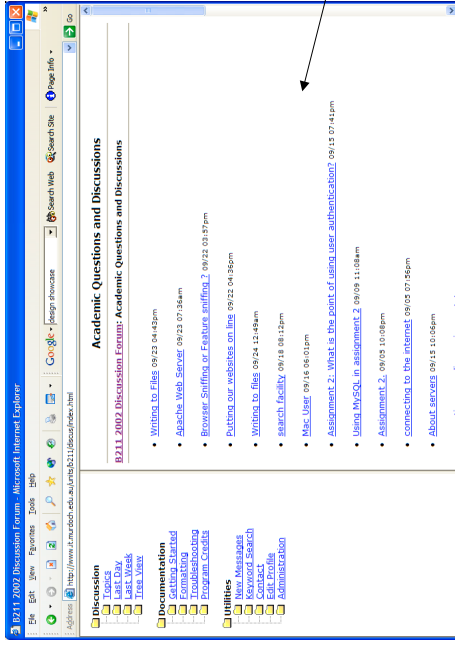 B211 2002 Discussion Forum - Microsoft Internet Explorer
File Edit View Favorites Tools Help
Google design showcase Search Web Search Site Page Info
Address http://www.it.murdoch.edu.au/units/b211/discus/index.html Go
Discussion
Topics
Last Day
Last Week
Tree View
Documentation
Getting Started
Formatting
Troubleshooting
Program Credits
Utilities
New Messages
Keyword Search
Contact
Edit Profile
Administration
Academic Questions and Discussions
B211 2002 Discussion Forum: Academic Questions and Discussions
Writing to Files 09/23 04:43pm
Apache Web Server 09/23 07:36am
Browser Sniffing or Feature sniffing ? 09/22 03:57pm
Putting our websites on line 09/22 04:36pm
Writing to files 09/24 12:49am
search facility 09/18 08:12pm
Mac User 09/16 06:01pm
Assignment 2: What is the point of using user authentication? 09/15 07:41pm
Using MySQL in assignment 2 09/09 11:08am
Assignment 2. 09/05 10:08pm
connecting to the internet 09/05 07:56pm
About servers 09/15 10:06pm